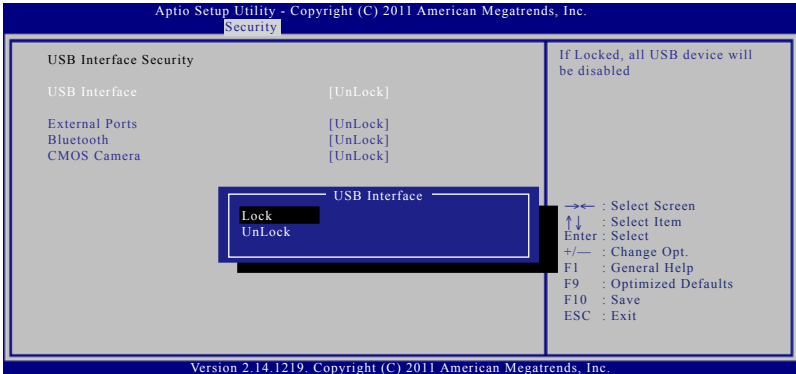 Aptio Setup Utility - Copyright (C) 2011 American Megatrends, Inc.
Security
USB Interface Security
USB Interface [UnLock]
External Ports [UnLock]
Bluetooth [UnLock]
CMOS Camera [UnLock]
USB Interface
Lock
UnLock
If Locked, all USB device will
be disabled
→← : Select Screen
↑↓ : Select Item
Enter : Select
+/— : Change Opt.
F1 : General Help
F9 : Optimized Defaults
F10 : Save
ESC : Exit
Version 2.14.1219. Copyright (C) 2011 American Megatrends, Inc.